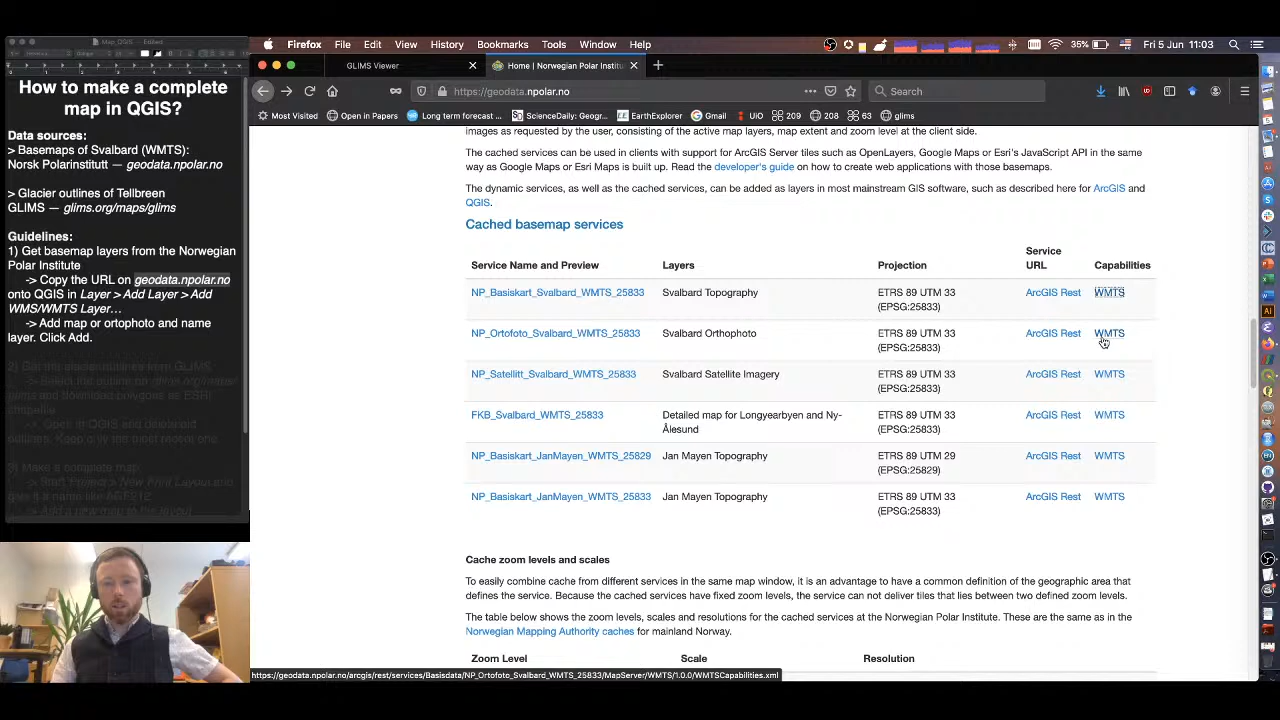 Firefox File Edit View History Bookmarks Tools Window Help 35% Fri 5 Jun 11:03
Map_QGIS — Edited
How to make a complete
map in QGIS?
Data sources:
> Basemaps of Svalbard (WMTS):
Norsk Polarinstitutt — geodata.npolar.no
> Glacier outlines of Tellbreen
GLIMS — glims.org/maps/glims
Guidelines:
1) Get basemap layers from the Norwegian
Polar Institute
-> Copy the URL on geodata.npolar.no
onto QGIS in Layer > Add Layer > Add
WMS/WMTS Layer…
-> Add map or ortophoto and name
layer. Click Add.
3) Make a complete map
-> Start Project > New Print Layout and
-> Add a new map to the layout
GLIMS Viewer
Home | Norwegian Polar Institu
https://geodata.npolar.no
Search
Most Visited Open in Papers Long term forecast ... ScienceDaily: Geogr... EarthExplorer Gmail UiO 209 208 63 glims
images as requested by the user, consisting of the active map layers, map extent and zoom level at the client side.
The cached services can be used in clients with support for ArcGIS Server tiles such as OpenLayers, Google Maps or Esri's JavaScript API in the same
way as Google Maps or Esri Maps is built up. Read the developer's guide on how to create web applications with those basemaps.
The dynamic services, as well as the cached services, can be added as layers in most mainstream GIS software, such as described here for ArcGIS and
QGIS.
Cached basemap services
Service Name and Preview Layers Projection Service URL Capabilities
NP_Basiskart_Svalbard_WMTS_25833 Svalbard Topography ETRS 89 UTM 33 ArcGIS Rest WMTS
(EPSG:25833)
NP_Ortofoto_Svalbard_WMTS_25833 Svalbard Orthophoto ETRS 89 UTM 33 ArcGIS Rest WMTS
(EPSG:25833)
NP_Satellitt_Svalbard_WMTS_25833 Svalbard Satellite Imagery ETRS 89 UTM 33 ArcGIS Rest WMTS
(EPSG:25833)
FKB_Svalbard_WMTS_25833 Detailed map for Longyearbyen and Ny- ETRS 89 UTM 33 ArcGIS Rest WMTS
Ålesund (EPSG:25833)
NP_Basiskart_JanMayen_WMTS_25829 Jan Mayen Topography ETRS 89 UTM 29 ArcGIS Rest WMTS
(EPSG:25829)
NP_Basiskart_JanMayen_WMTS_25833 Jan Mayen Topography ETRS 89 UTM 33 ArcGIS Rest WMTS
(EPSG:25833)
Cache zoom levels and scales
To easily combine cache from different services in the same map window, it is an advantage to have a common definition of the geographic area that
defines the service. Because the cached services have fixed zoom levels, the service can not deliver tiles that lies between two defined zoom levels.
The table below shows the zoom levels, scales and resolutions for the cached services at the Norwegian Polar Institute. These are the same as in the
Norwegian Mapping Authority caches for mainland Norway.
Zoom Level Scale Resolution
https://geodata.npolar.no/arcgis/rest/services/Basisdata/NP_Ortofoto_Svalbard_WMTS_25833/MapServer/WMTS/1.0.0/WMTSCapabilities.xml